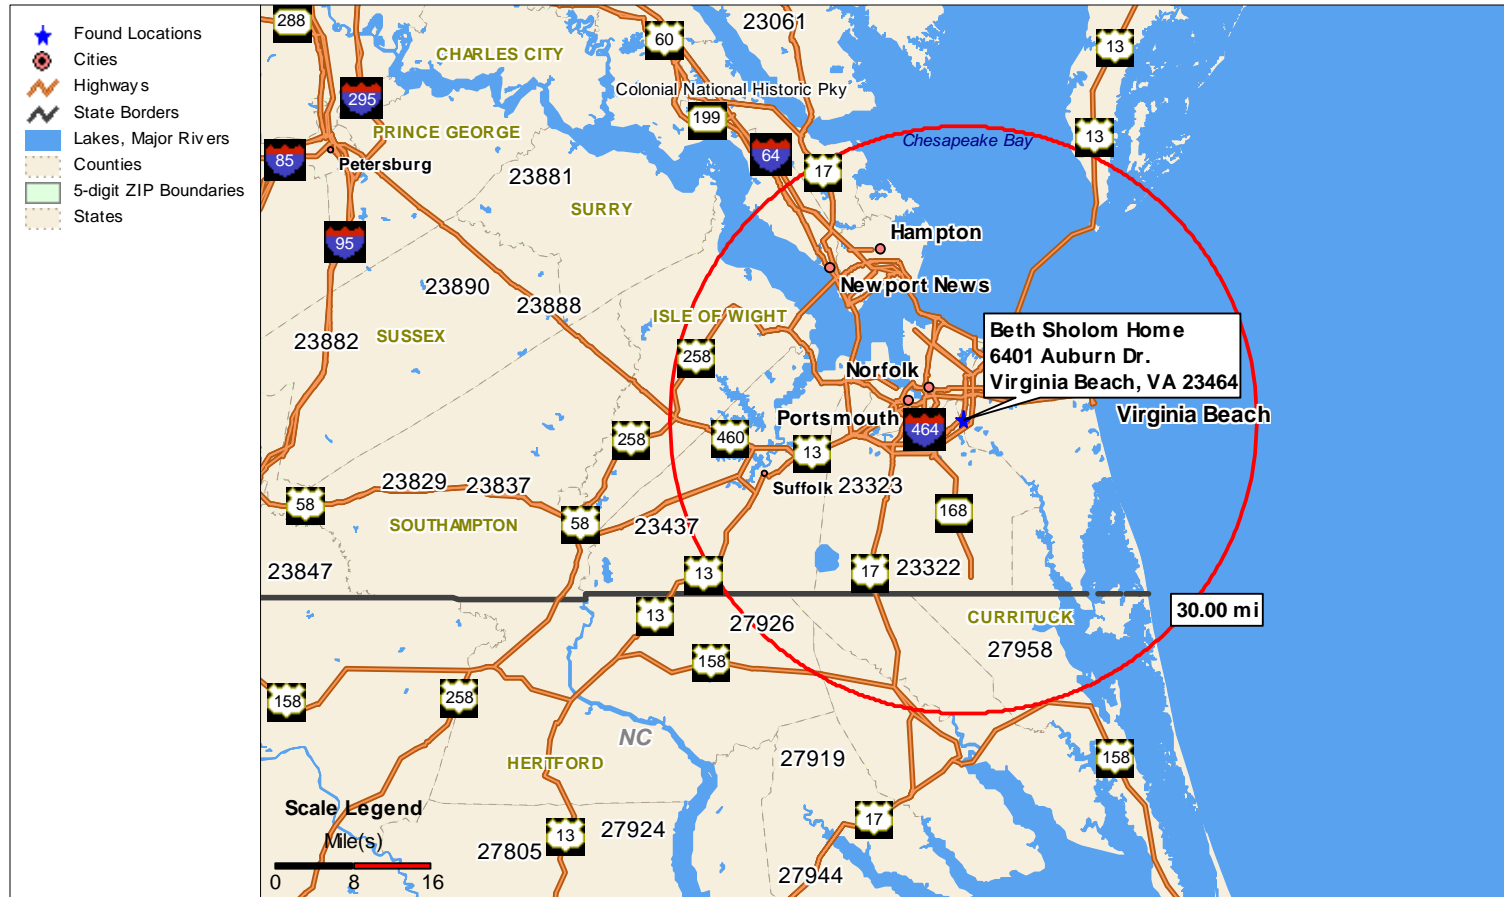 Found Locations
Cities
Highways
State Borders
Lakes, Major Rivers
Counties
5-digit ZIP Boundaries
States
288
60
23061
13
CHARLES CITY
295
Colonial National Historic Pky
199
PRINCE GEORGE
85
Petersburg
64
17
Chesapeake Bay
13
23881
SURRY
95
Hampton
Newport News
23890
23888
ISLE OF WIGHT
23882
SUSSEX
258
Beth Sholom Home
6401 Auburn Dr.
Virginia Beach, VA 23464
Norfolk
Portsmouth
464
Virginia Beach
258
460
13
Suffolk
23323
23829
23837
58
SOUTHAMPTON
58
23437
168
23847
13
17
23322
13
27926
CURRITUCK
30.00 mi
27958
158
158
258
NC
HERTFORD
27919
158
Scale Legend
Mile(s)
0 8 16
13
27924
27805
17
27944